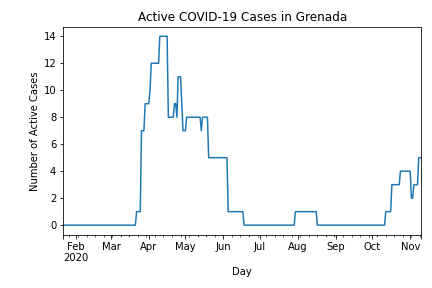 Active COVID-19 Cases in Grenada
Number of Active Cases
14
12
10
8
6
4
2
0
Feb Mar Apr May Jun Jul Aug Sep Oct Nov
2020
Day